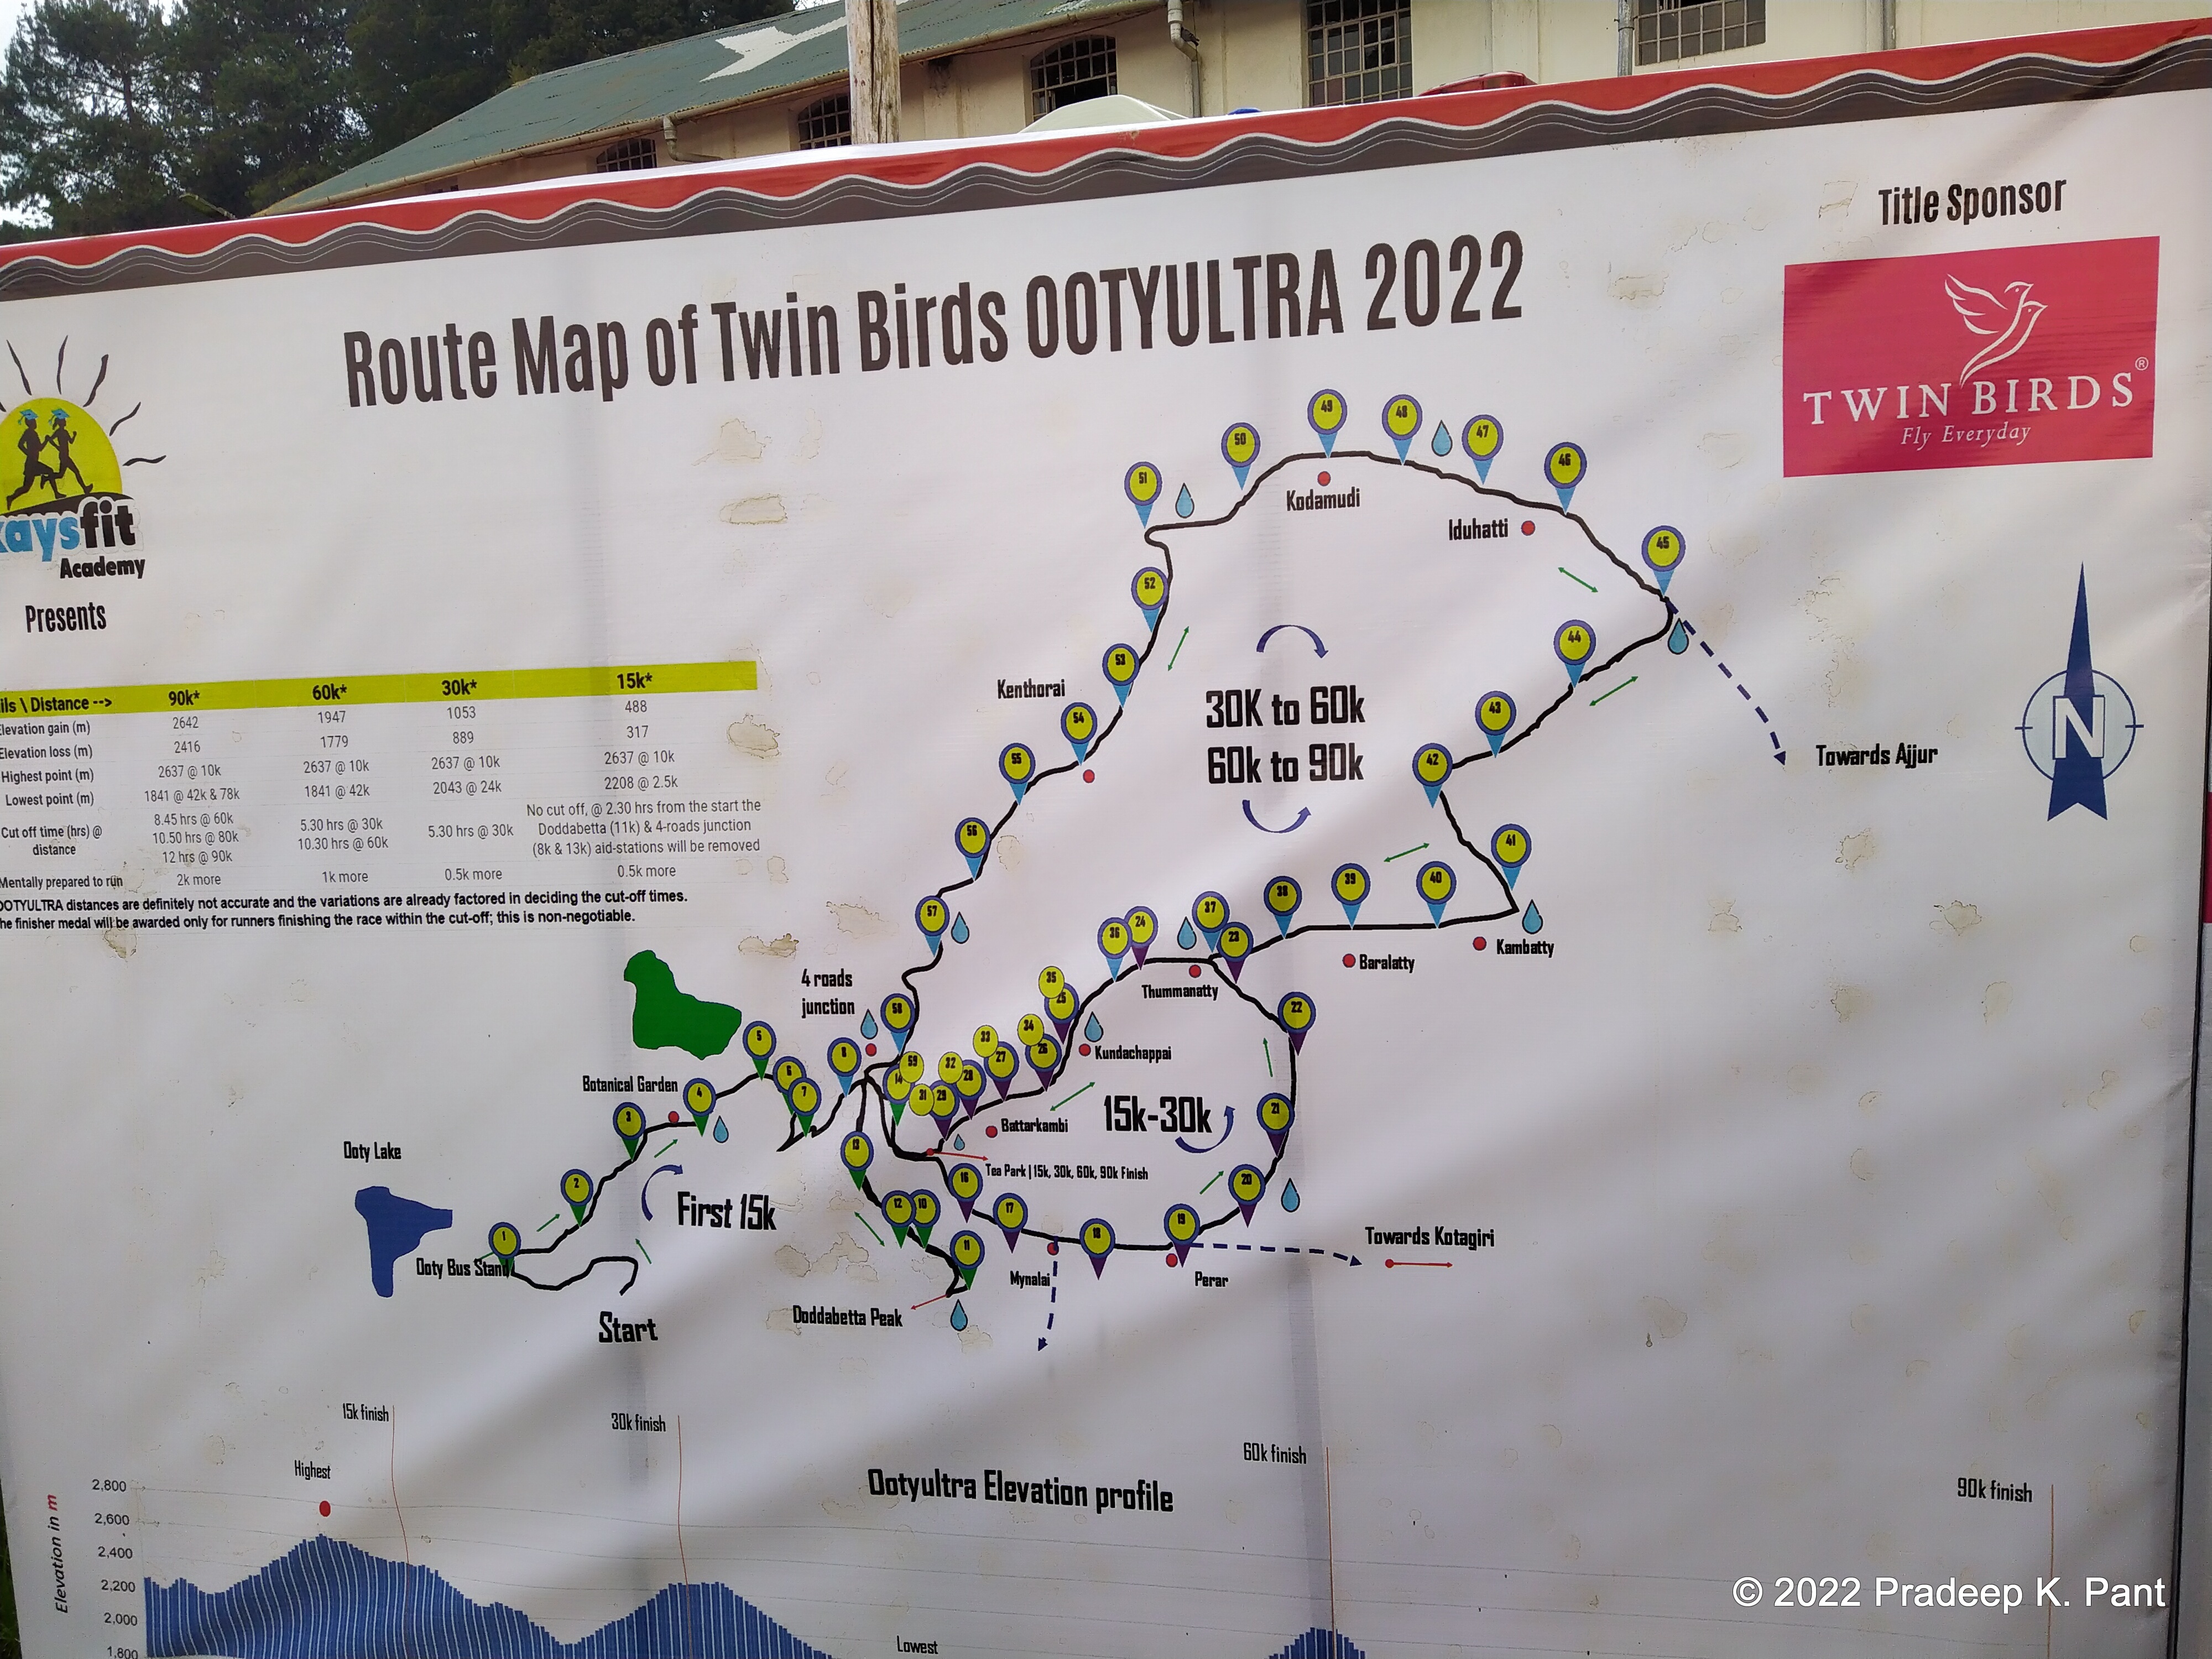 Title Sponsor
Route Map of Twin Birds OOTYULTRA 2022
TWIN BIRDS®
Fly Everyday
aysfit
Academy
Presents
ils \ Distance --> 90k* 60k* 30k* 15k*
Elevation gain (m) 2642 1947 1053 488
Elevation loss (m) 2416 1779 889 317
Highest point (m) 2637 @ 10k 2637 @ 10k 2637 @ 10k 2637 @ 10k
Lowest point (m) 1841 @ 42k & 78k 1841 @ 42k 2043 @ 24k 2208 @ 2.5k
Cut off time (hrs) @
distance
8.45 hrs @ 60k
10.50 hrs @ 80k
12 hrs @ 90k
5.30 hrs @ 30k
10.30 hrs @ 60k
5.30 hrs @ 30k
No cut off, @ 2.30 hrs from the start the
Doddabetta (11k) & 4-roads junction
(8k & 13k) aid-stations will be removed
Mentally prepared to run 2k more 1k more 0.5k more 0.5k more
OOTYULTRA distances are definitely not accurate and the variations are already factored in deciding the cut-off times.
he finisher medal will be awarded only for runners finishing the race within the cut-off; this is non-negotiable.
51
50
49
48
47
46
45
Kodamudi
Iduhatti
52
53
Kenthorai
54
55
56
57
58
44
43
42
41
30K to 60k
60k to 90k
Towards Ajjur
N
40
39
38
37
23
24
36
Kambatty
Baralatty
Thummanatty
35
25
34
26
33
27
32
28
59
14
31
29
Kundachappai
22
4 roads
junction
5
6
7
8
Botanical Garden
4
3
2
1
Ooty Lake
Ooty Bus Stand
First 15k
Start
Battarkambi
15k-30k
21
Tea Park | 15k, 30k, 60k, 90k Finish
13
12
10
11
16
17
18
19
20
Mynalai
Perar
Towards Kotagiri
Doddabetta Peak
15k finish
30k finish
60k finish
90k finish
Highest
Ootyultra Elevation profile
Elevation in m
2,800
2,600
2,400
2,200
2,000
1,800
Lowest
© 2022 Pradeep K. Pant